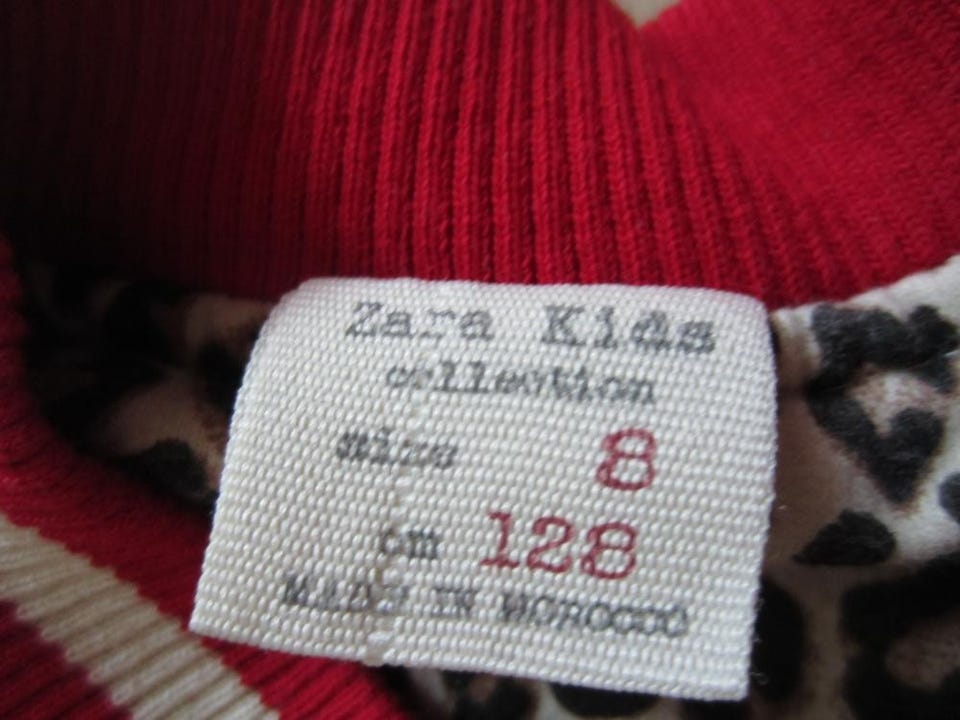 Zara Kids
collection
size 8
cm 128
MADE IN MOROCCO